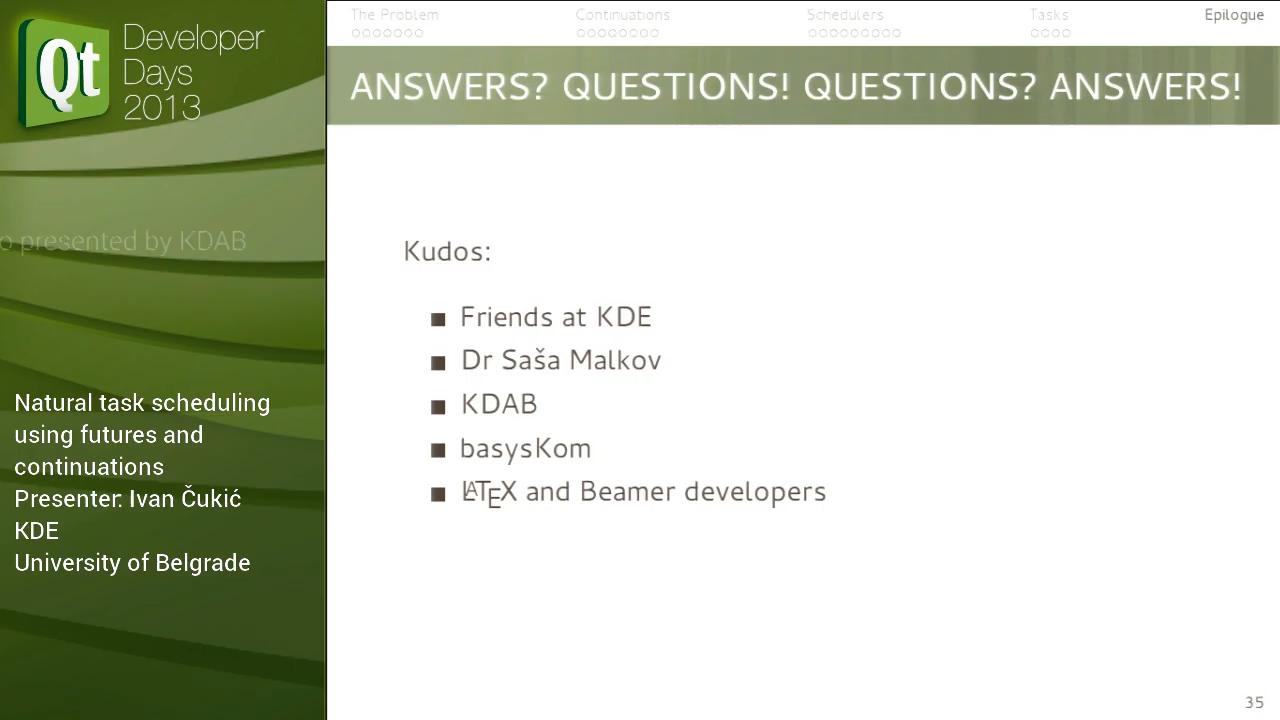 Qt
Developer
Days
2013
o presented by KDAB
Natural task scheduling
using futures and
continuations
Presenter: Ivan Čukić
KDE
University of Belgrade
The Problem
Continuations
Schedulers
Tasks
Epilogue
ANSWERS? QUESTIONS! QUESTIONS? ANSWERS!
Kudos:
Friends at KDE
Dr Saša Malkov
KDAB
basysKom
LATEX and Beamer developers
35